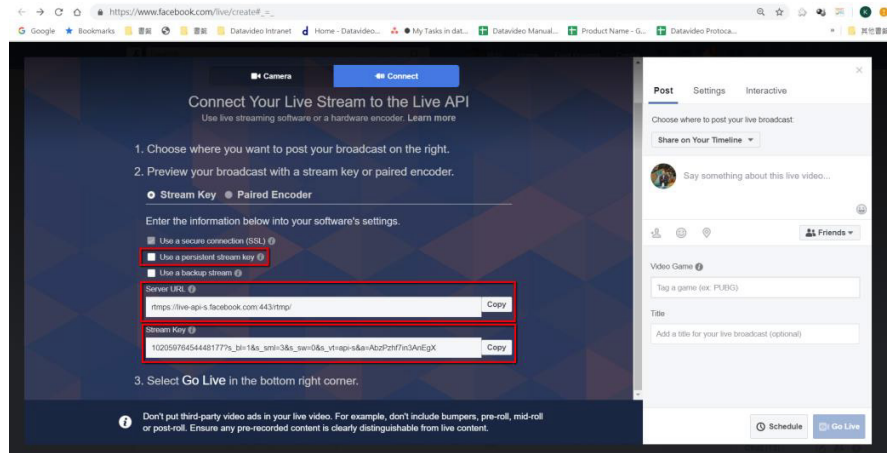 https://www.facebook.com/live/create#_=_
Google Bookmarks 書籤 書籤 Datavideo Intranet Home - Datavideo... My Tasks in dat... Datavideo Manual... Product Name - G... Datavideo Protoca... » 其他書籤
Camera Connect
Connect Your Live Stream to the Live API
Use live streaming software or a hardware encoder. Learn more
1. Choose where you want to post your broadcast on the right.
2. Preview your broadcast with a stream key or paired encoder.
Stream Key Paired Encoder
Enter the information below into your software's settings.
Use a secure connection (SSL)
Use a persistent stream key
Use a backup stream
Server URL
rtmps://live-api-s.facebook.com:443/rtmp/ Copy
Stream Key
10205976454448177?s_bl=1&s_sml=3&s_sw=0&s_vt=api-s&a=AbzPzhf7in3AnEgX Copy
3. Select Go Live in the bottom right corner.
Don't put third-party video ads in your live video. For example, don't include bumpers, pre-roll, mid-roll
or post-roll. Ensure any pre-recorded content is clearly distinguishable from live content.
Post Settings Interactive
Choose where to post your live broadcast
Share on Your Timeline
Say something about this live video...
Friends
Video Game
Tag a game (ex: PUBG)
Title
Add a title for your live broadcast (optional)
Schedule Go Live